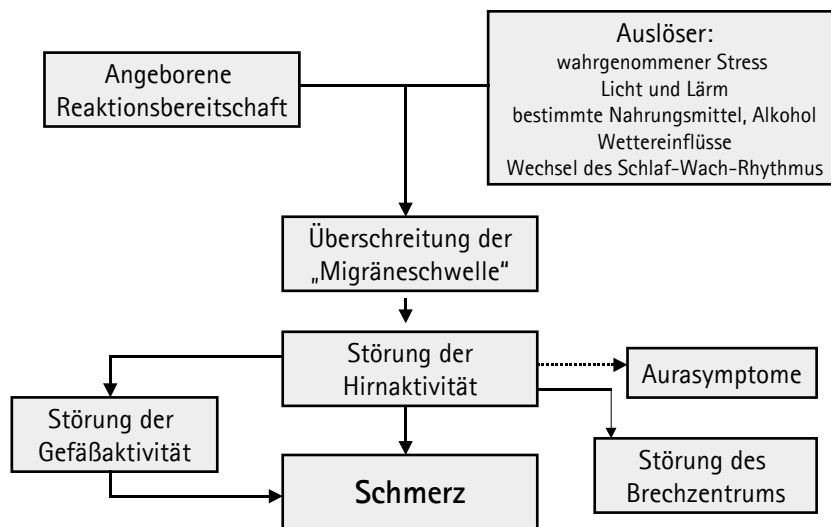 Angeborene
Reaktionsbereitschaft
Auslöser:
wahrgenommener Stress
Licht und Lärm
bestimmte Nahrungsmittel, Alkohol
Wettereinflüsse
Wechsel des Schlaf-Wach-Rhythmus
Überschreitung der
„Migräneschwelle“
Störung der
Hirnaktivität
Aurasymptome
Störung der
Gefäßaktivität
Schmerz
Störung des
Brechzentrums